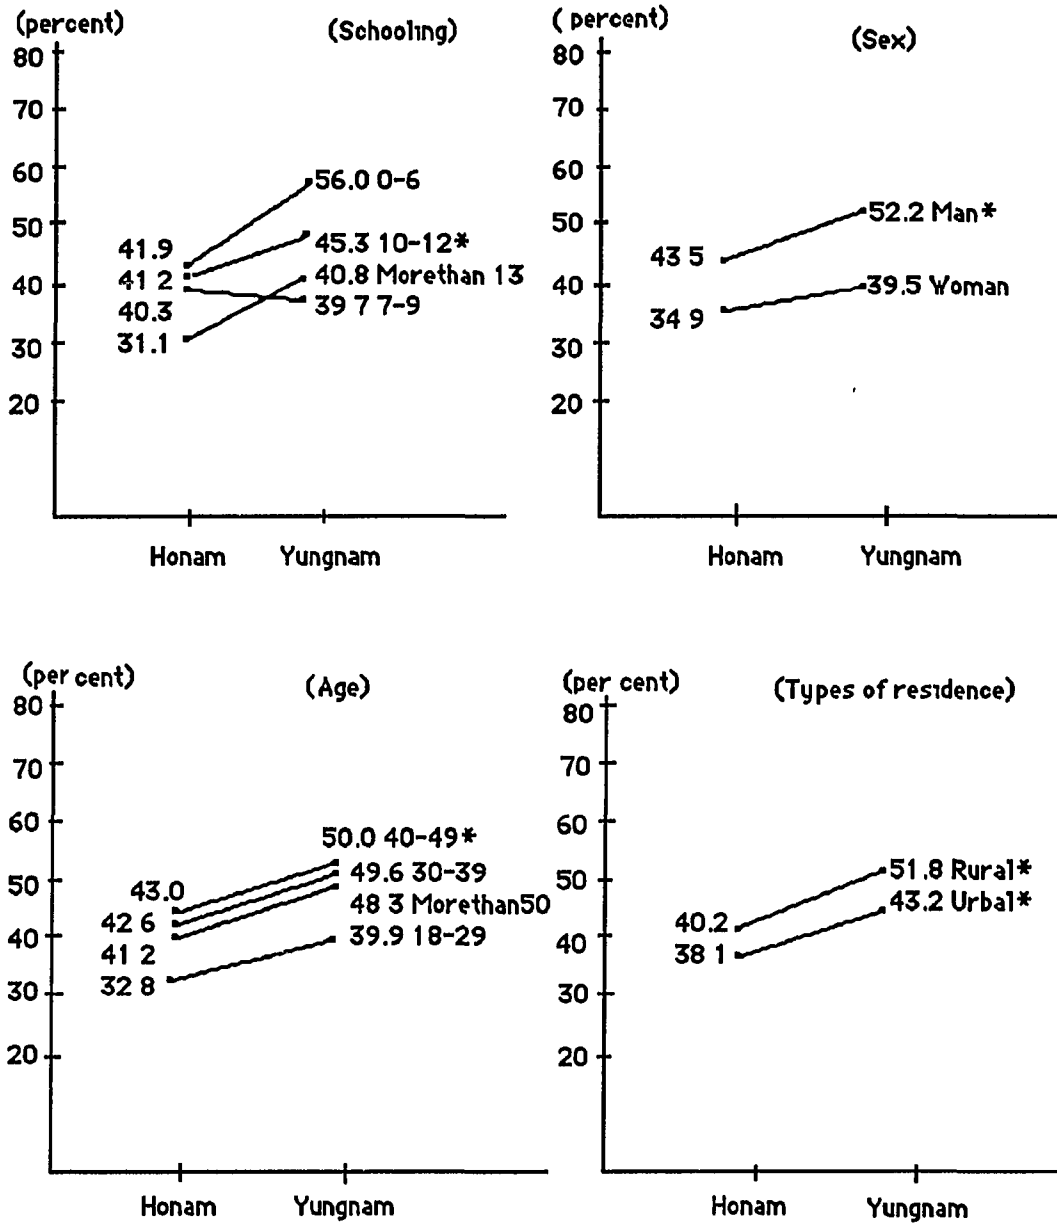 (percent)
(Schooling)
80
70
60
50
40
30
20
56.0 0-6
45.3 10-12*
40.8 Morethan 13
39 7 7-9
41.9
41 2
40.3
31.1
Honam Yungnam
( percent)
(Sex)
80
70
60
50
40
30
20
52.2 Man*
39.5 Woman
43 5
34 9
Honam Yungnam
(per cent)
(Age)
80
70
60
50
40
30
20
50.0 40-49*
49.6 30-39
48 3 Morethan50
39.9 18-29
43.0
42 6
41 2
32 8
Honam Yungnam
(per cent)
(Types of residence)
80
70
60
50
40
30
20
51.8 Rural*
43.2 Urbal*
40.2
38 1
Honam Yungnam